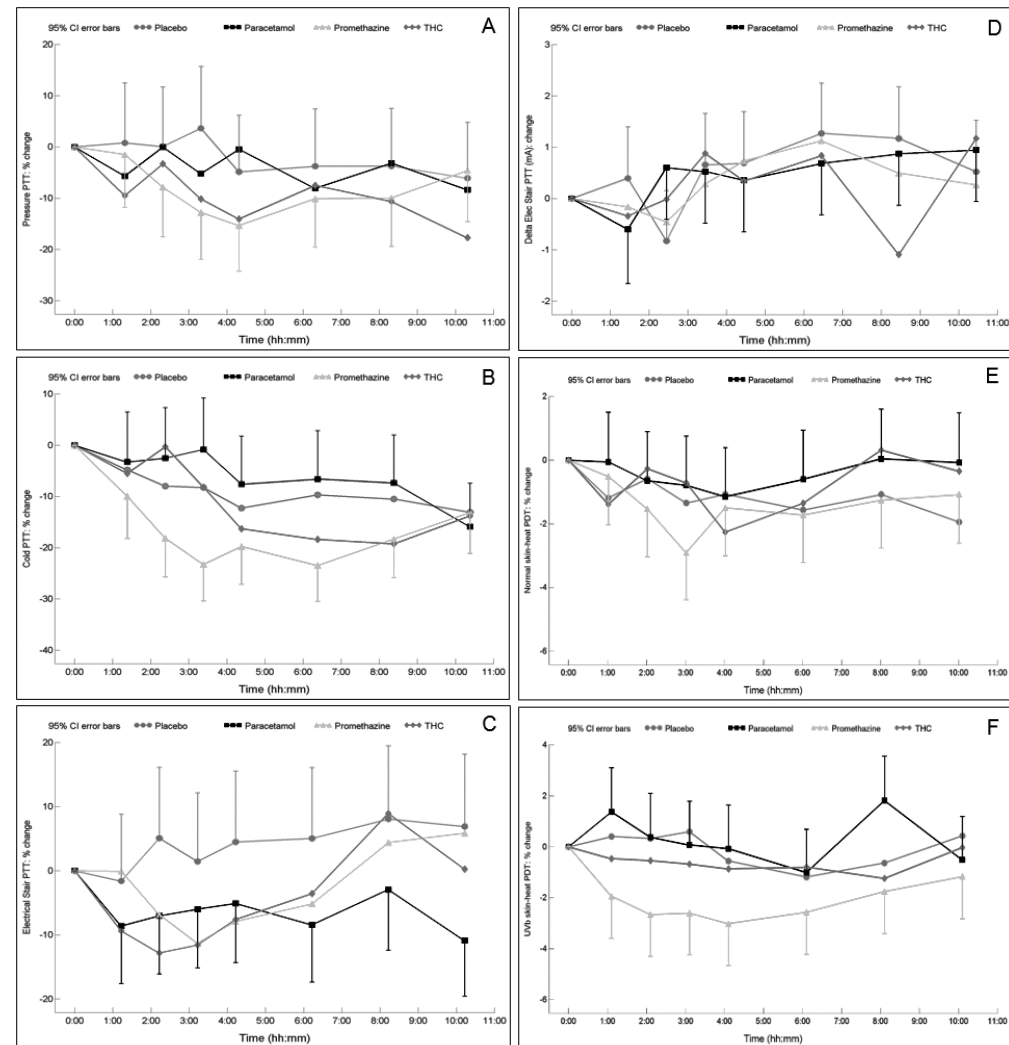 95% CI error bars Placebo Paracetamol Promethazine THC A
Pressure PTT: % change
20
10
0
-10
-20
-30
0:00 1:00 2:00 3:00 4:00 5:00 6:00 7:00 8:00 9:00 10:00 11:00
Time (hh:mm)
95% CI error bars Placebo Paracetamol Promethazine THC D
Delta Elec Stair PTT (mA): change
3
2
1
0
-1
-2
0:00 1:00 2:00 3:00 4:00 5:00 6:00 7:00 8:00 9:00 10:00 11:00
Time (hh:mm)
95% CI error bars Placebo Paracetamol Promethazine THC B
Cold PTT: % change
10
0
-10
-20
-30
-40
0:00 1:00 2:00 3:00 4:00 5:00 6:00 7:00 8:00 9:00 10:00 11:00
Time (hh:mm)
95% CI error bars Placebo Paracetamol Promethazine THC E
Normal skin-heat PDT: % change
2
0
-2
-4
-6
0:00 1:00 2:00 3:00 4:00 5:00 6:00 7:00 8:00 9:00 10:00 11:00
Time (hh:mm)
95% CI error bars Placebo Paracetamol Promethazine THC C
Electrical Stair PTT: % change
20
10
0
-10
-20
0:00 1:00 2:00 3:00 4:00 5:00 6:00 7:00 8:00 9:00 10:00 11:00
Time (hh:mm)
95% CI error bars Placebo Paracetamol Promethazine THC F
UVb skin-heat PDT: % change
4
2
0
-2
-4
-6
0:00 1:00 2:00 3:00 4:00 5:00 6:00 7:00 8:00 9:00 10:00 11:00
Time (hh:mm)